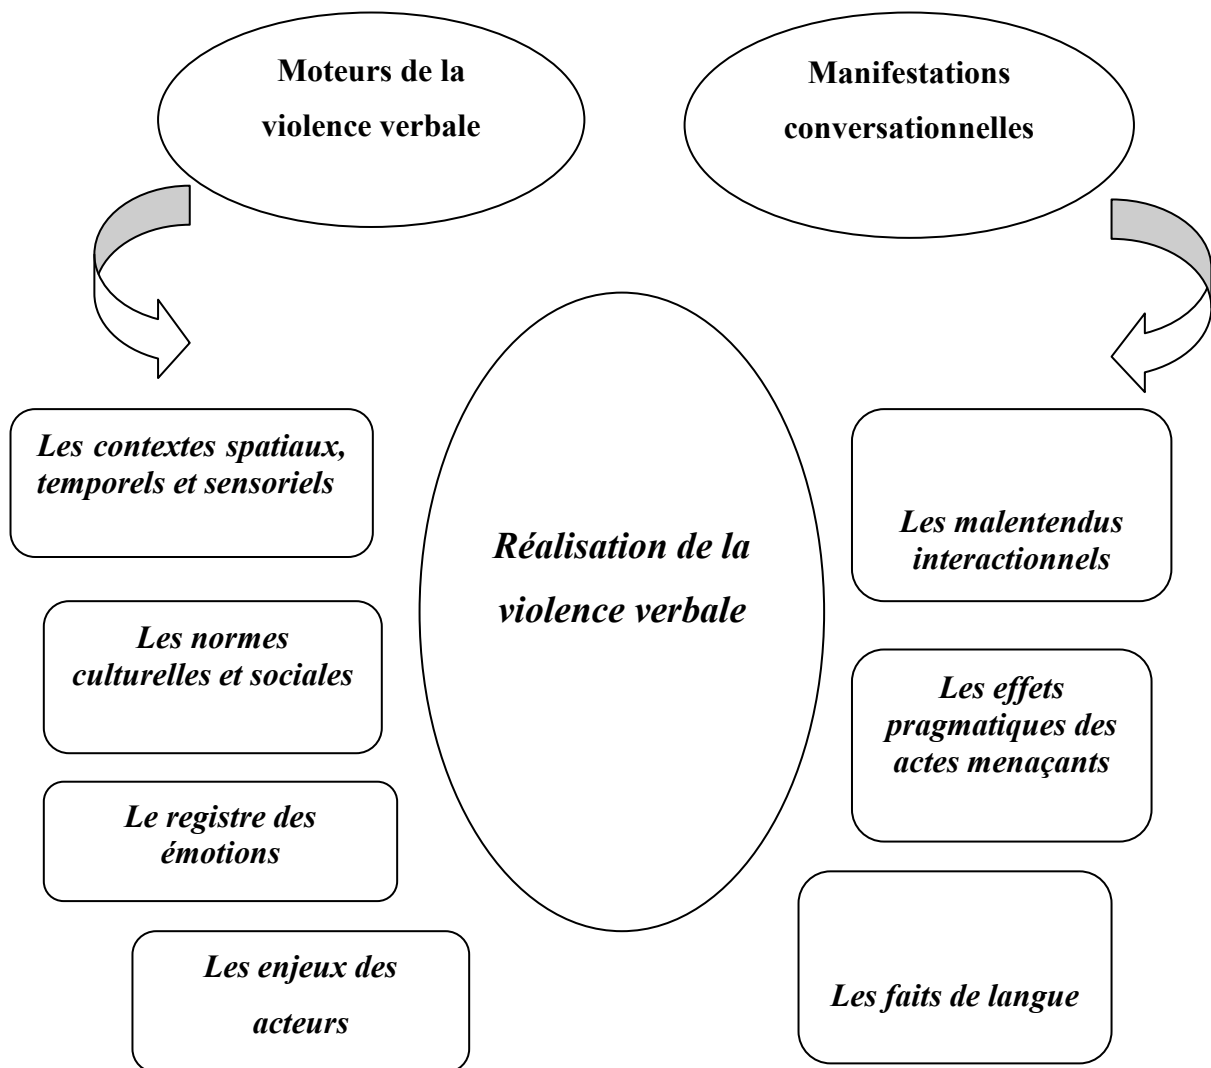 Moteurs de la
violence verbale
Manifestations
conversationnelles
Les contextes spatiaux,
temporels et sensoriels
Les normes
culturelles et sociales
Le registre des
émotions
Les enjeux des
acteurs
Réalisation de la
violence verbale
Les malentendus
interactionnels
Les effets
pragmatiques des
actes menaçants
Les faits de langue